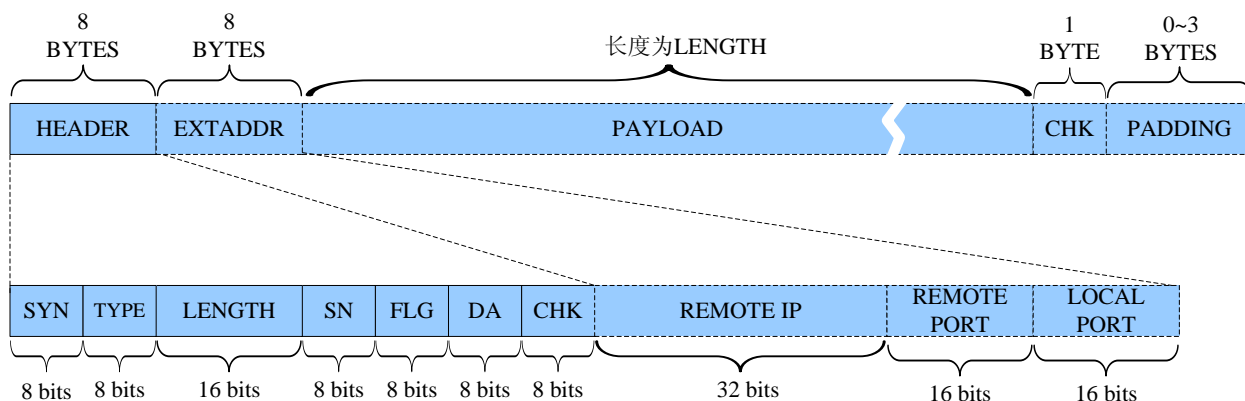 8
BYTES
8
BYTES
长度为LENGTH
1
BYTE
0~3
BYTES
HEADER
EXTADDR
PAYLOAD
CHK
PADDING
SYN
TYPE
LENGTH
SN
FLG
DA
CHK
REMOTE IP
REMOTE
PORT
LOCAL
PORT
8 bits
8 bits
16 bits
8 bits
8 bits
8 bits
8 bits
32 bits
16 bits
16 bits